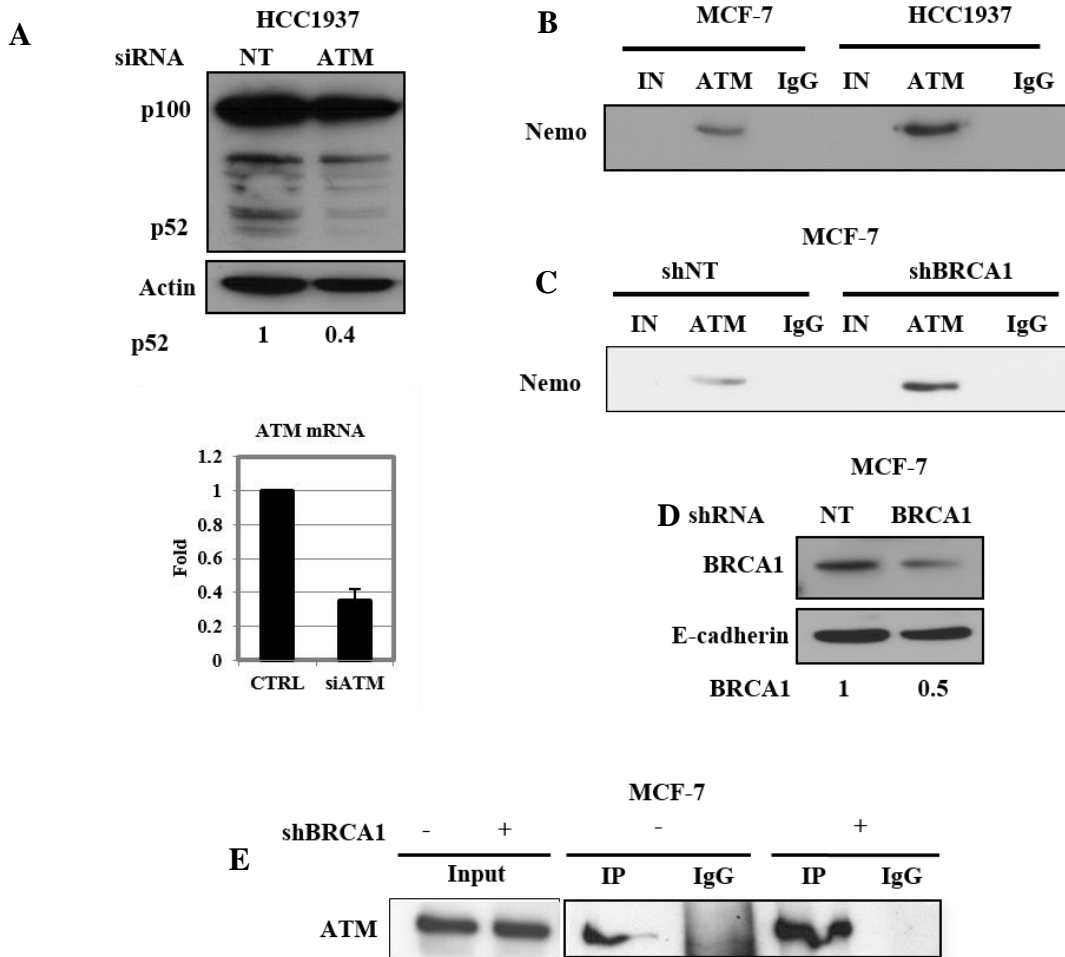 A
HCC1937
siRNA NT ATM
p100
p52
Actin
p52 1 0.4
ATM mRNA
Fold
1.2
1
0.8
0.6
0.4
0.2
0
CTRL siATM
B
MCF-7 HCC1937
IN ATM IgG IN ATM IgG
Nemo
C
MCF-7
shNT shBRCA1
IN ATM IgG IN ATM IgG
Nemo
MCF-7
D shRNA NT BRCA1
BRCA1
E-cadherin
BRCA1 1 0.5
MCF-7
shBRCA1 - + - +
E
Input IP IgG IP IgG
ATM